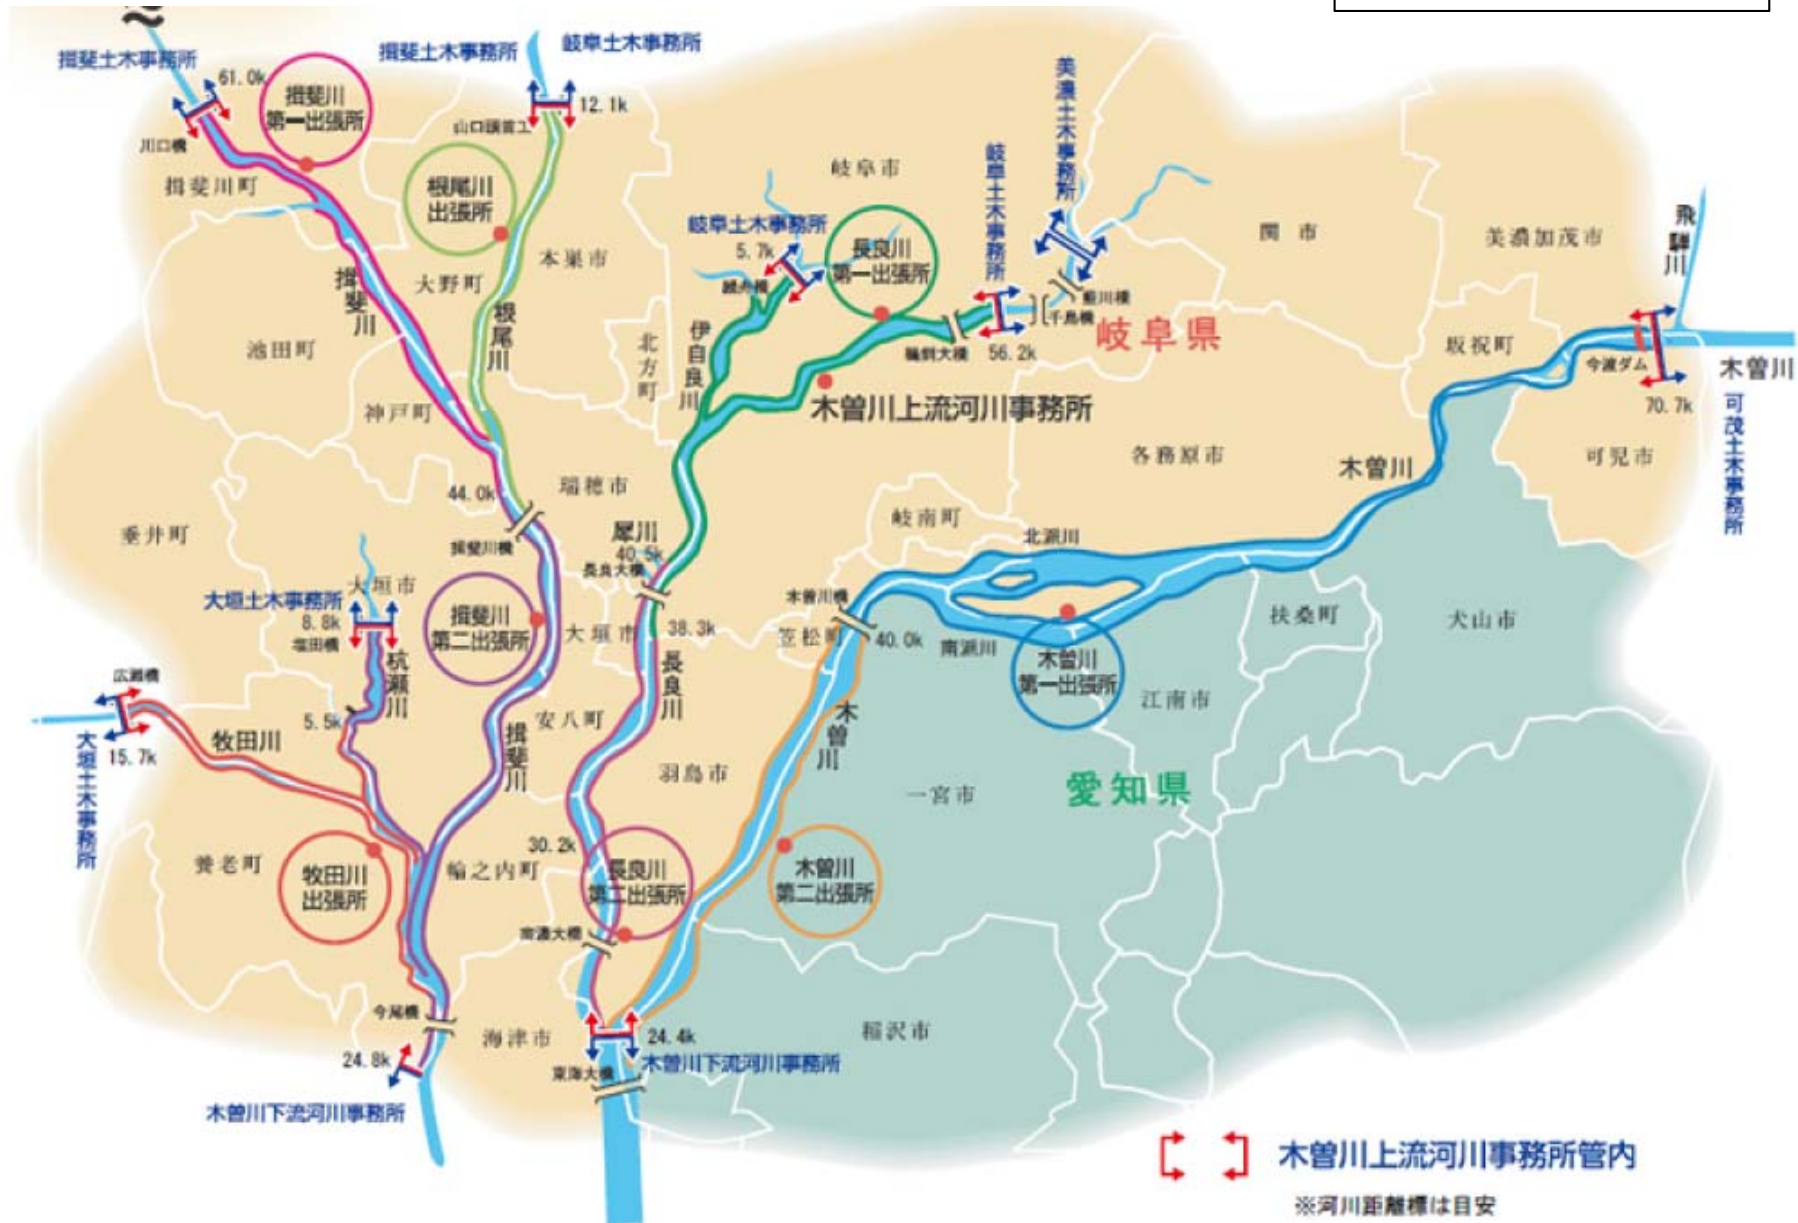 揖斐土木事務所
揖斐土木事務所
岐阜土木事務所
美濃土木事務所
61.0k
揖斐川
第一出張所
12.1k
山口頭首工
川口橋
揖斐川町
根尾川
出張所
岐阜市
岐阜土木事務所
岐阜土木事務所
5.7k
長良川
第一出張所
関市
美濃加茂市
飛騨川
本巣市
大野町
揖斐川
根尾川
伊自良川
北方町
藍川橋
千鳥橋
岐阜県
56.2k
池田町
坂祝町
今渡ダム
木曽川
70.7k
可茂土木事務所
神戸町
木曽川上流河川事務所
各務原市
木曽川
可児市
44.0k
瑞穂市
岐南町
垂井町
揖斐川橋
犀川
40.5k
長良大橋
北派川
大垣市
大垣土木事務所
8.8k
塩田橋
揖斐川
第二出張所
大垣市
38.3k
木曽川橋
笠松町
40.0k
南派川
扶桑町
犬山市
木曽川
第一出張所
広瀬橋
杭瀬川
長良川
江南市
5.5k
安八町
木曽川
15.7k
牧田川
大垣土木事務所
揖斐川
羽島市
一宮市
愛知県
養老町
牧田川
出張所
輪之内町
30.2k
長良川
第二出張所
木曽川
第二出張所
南濃大橋
今尾橋
海津市
24.4k
稲沢市
24.8k
木曽川下流河川事務所
東海大橋
木曽川下流河川事務所
木曽川上流河川事務所管内
※河川距離標は目安